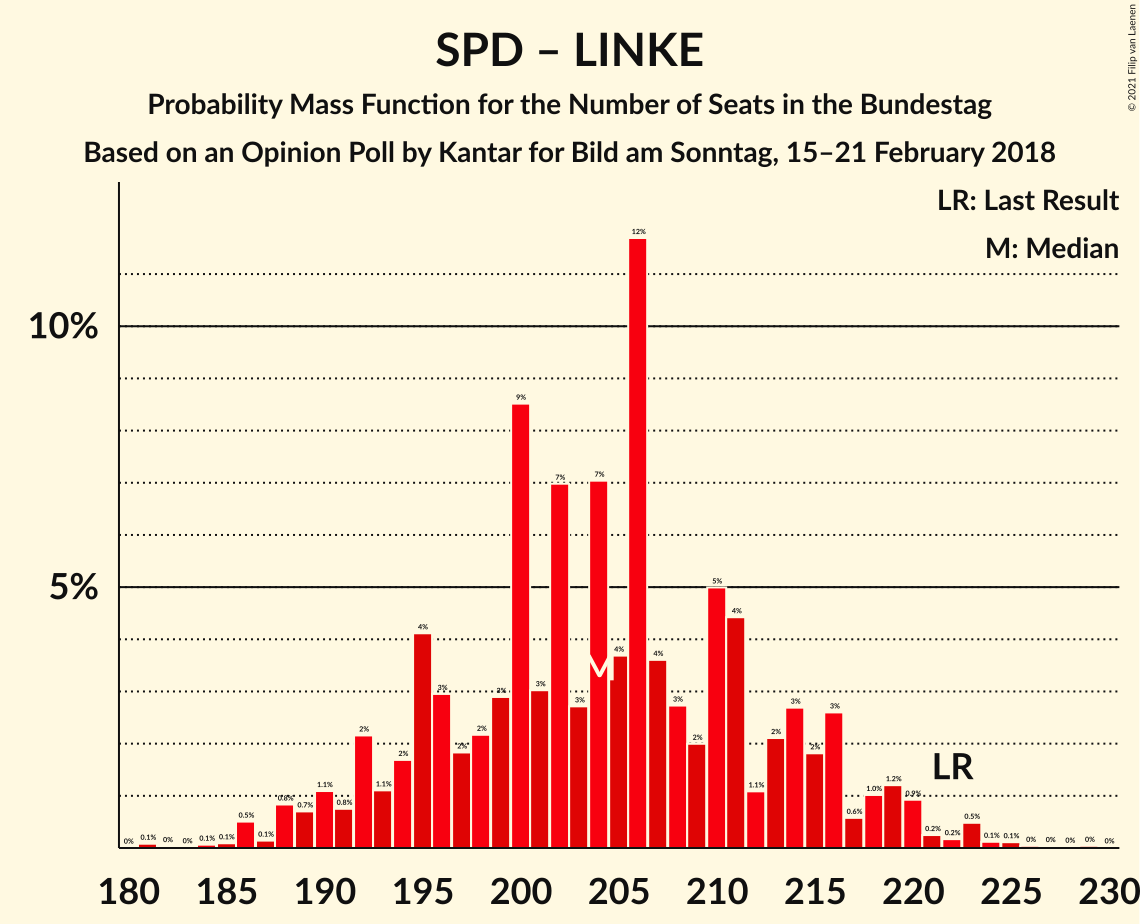 SPD – LINKE
Probability Mass Function for the Number of Seats in the Bundestag
Based on an Opinion Poll by Kantar for Bild am Sonntag, 15–21 February 2018
© 2021 Filip van Laenen
LR: Last Result
M: Median
10%
5%
0% 0.1% 0% 0% 0.1% 0.1% 0.5% 0.1% 0.8% 0.7% 1.1% 0.8% 2% 1.1% 2% 4% 3% 2% 2% 3% 9% 3% 7% 3% 7% 4% 12% 4% 3% 2% 5% 4% 1.1% 2% 3% 2% 3% 0.6% 1.0% 1.2% 0.9% 0.2% 0.2% 0.5% 0.1% 0.1% 0% 0% 0% 0% 0%
M
LR
180 185 190 195 200 205 210 215 220 225 230